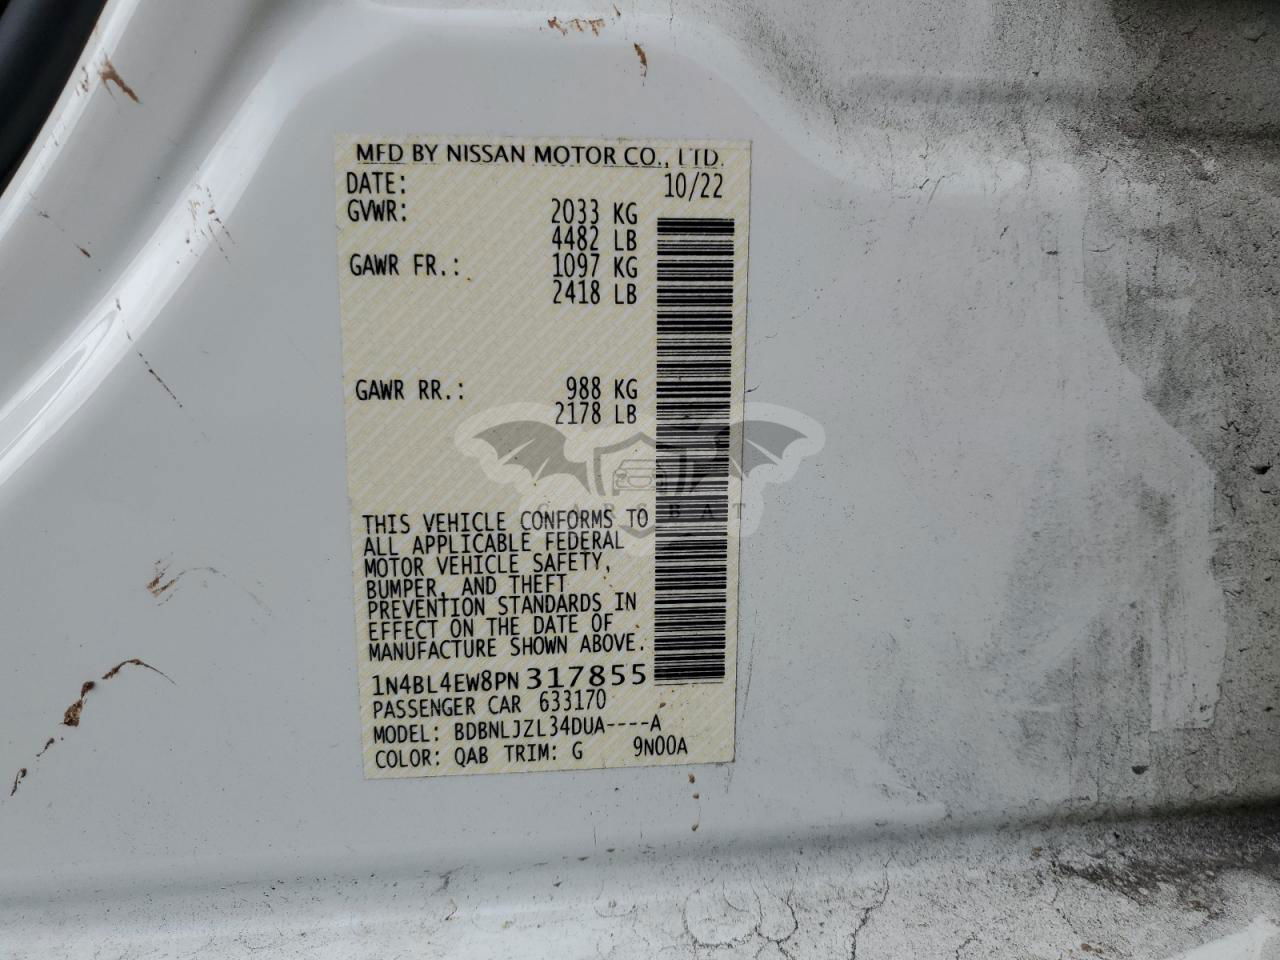 MFD BY NISSAN MOTOR CO., LTD.
DATE: 10/22
GVWR: 2033 KG
4482 LB
GAWR FR.: 1097 KG
2418 LB
GAWR RR.: 988 KG
2178 LB
CARCBAT
THIS VEHICLE CONFORMS TO
ALL APPLICABLE FEDERAL
MOTOR VEHICLE SAFETY,
BUMPER, AND THEFT
PREVENTION STANDARDS IN
EFFECT ON THE DATE OF
MANUFACTURE SHOWN ABOVE.
1N4BL4EW8PN317855
PASSENGER CAR 633170
MODEL: BDBNLJZL34DUA----A
COLOR: QAB TRIM: G 9N00A